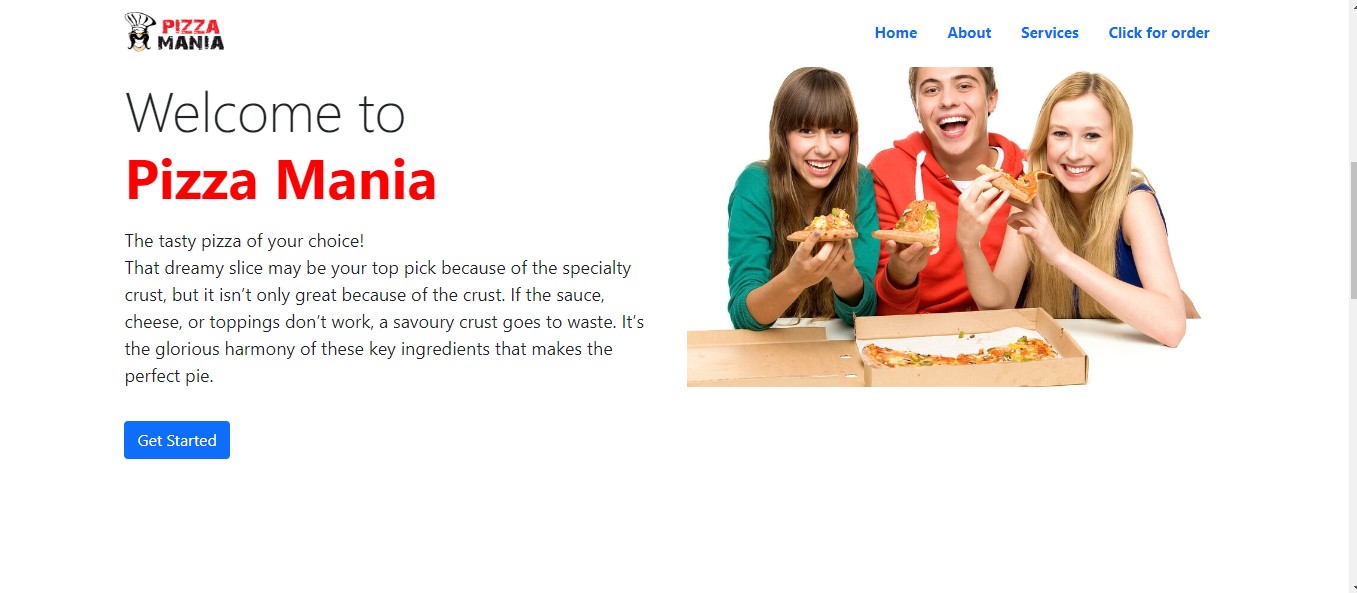 PIZZA
MANIA
Home About Services Click for order
Welcome to
Pizza Mania
The tasty pizza of your choice!
That dreamy slice may be your top pick because of the specialty
crust, but it isn’t only great because of the crust. If the sauce,
cheese, or toppings don’t work, a savoury crust goes to waste. It’s
the glorious harmony of these key ingredients that makes the
perfect pie.
Get Started